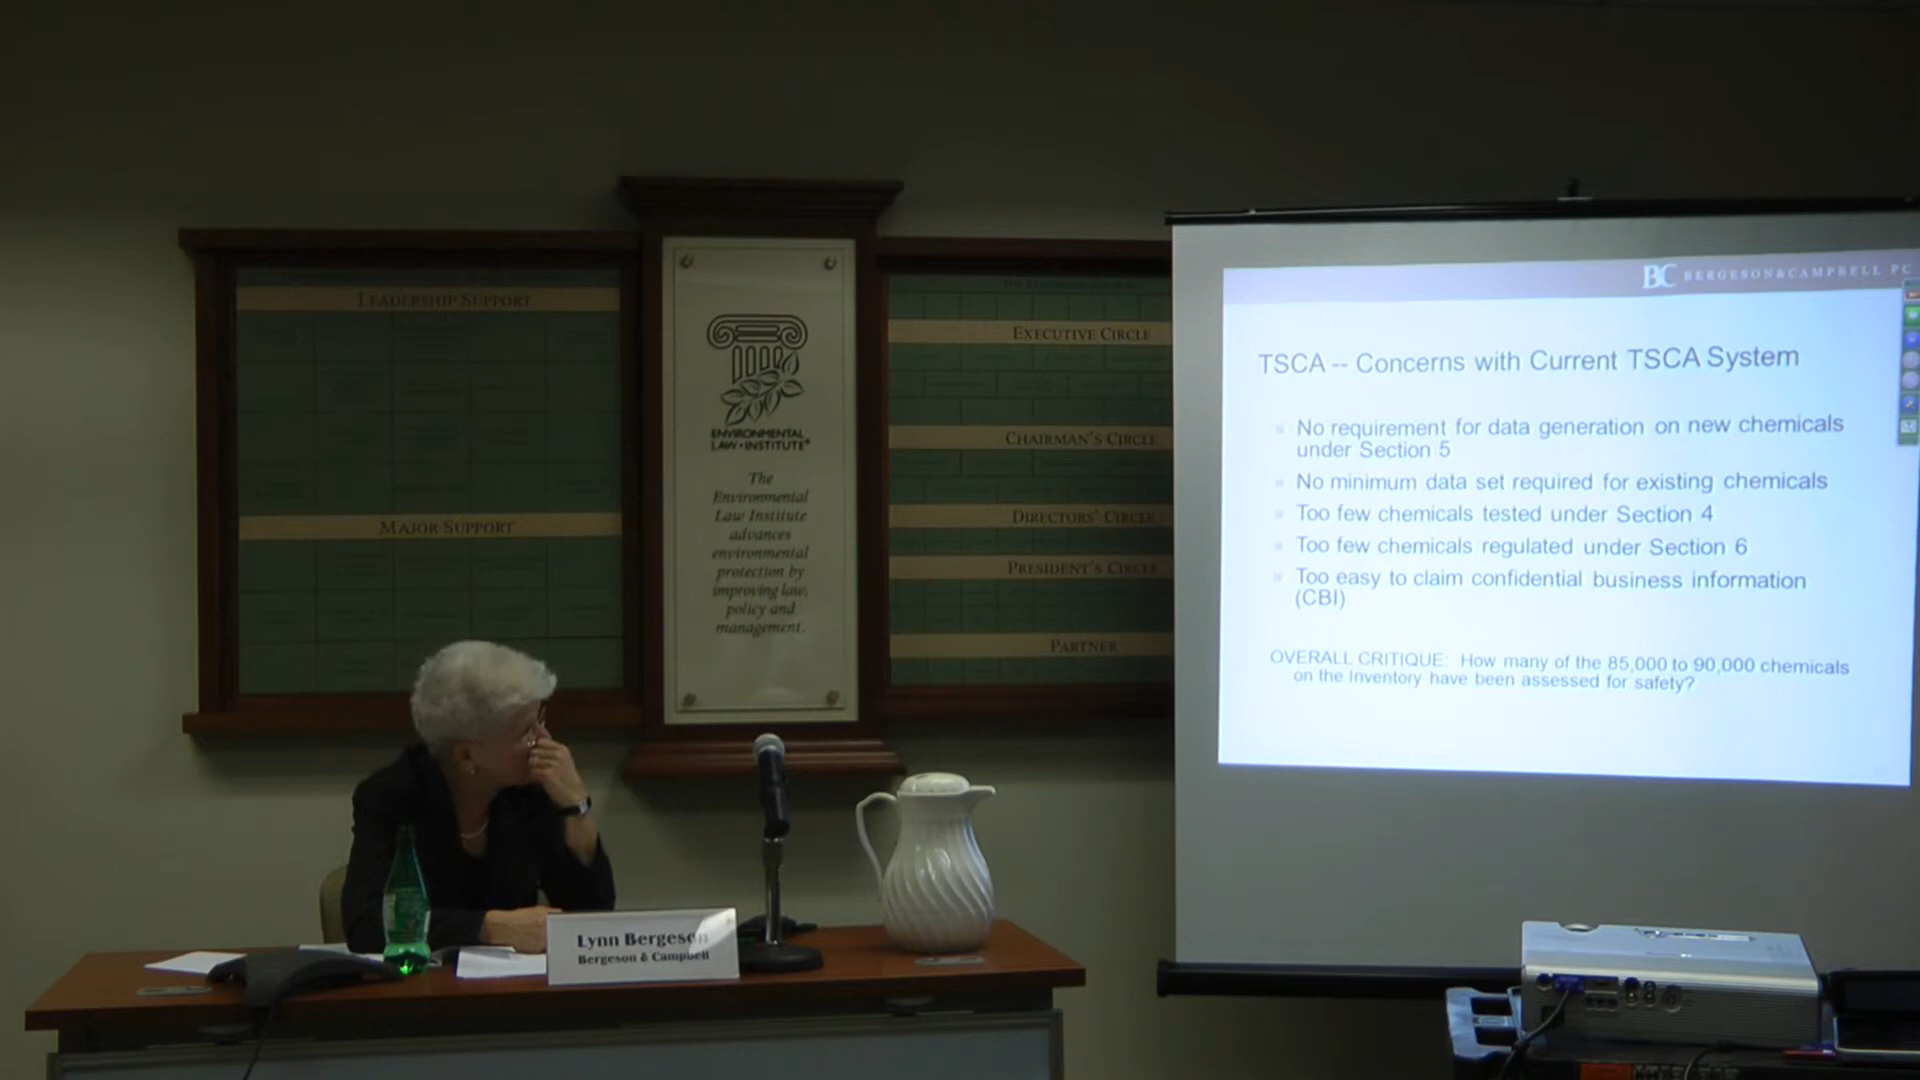 LEADERSHIP SUPPORT
MAJOR SUPPORT
ENVIRONMENTAL
LAW•INSTITUTE®
The
Environmental
Law Institute
advances
environmental
protection by
improving law,
policy and
management.
EXECUTIVE CIRCLE
CHAIRMAN'S CIRCLE
DIRECTORS' CIRCLE
PRESIDENT'S CIRCLE
PARTNER
BC BERGESON&CAMPBELL PC
TSCA -- Concerns with Current TSCA System
No requirement for data generation on new chemicals
under Section 5
No minimum data set required for existing chemicals
Too few chemicals tested under Section 4
Too few chemicals regulated under Section 6
Too easy to claim confidential business information
(CBI)
OVERALL CRITIQUE: How many of the 85,000 to 90,000 chemicals
on the Inventory have been assessed for safety?
Lynn Bergeson
Bergeson & Campbell